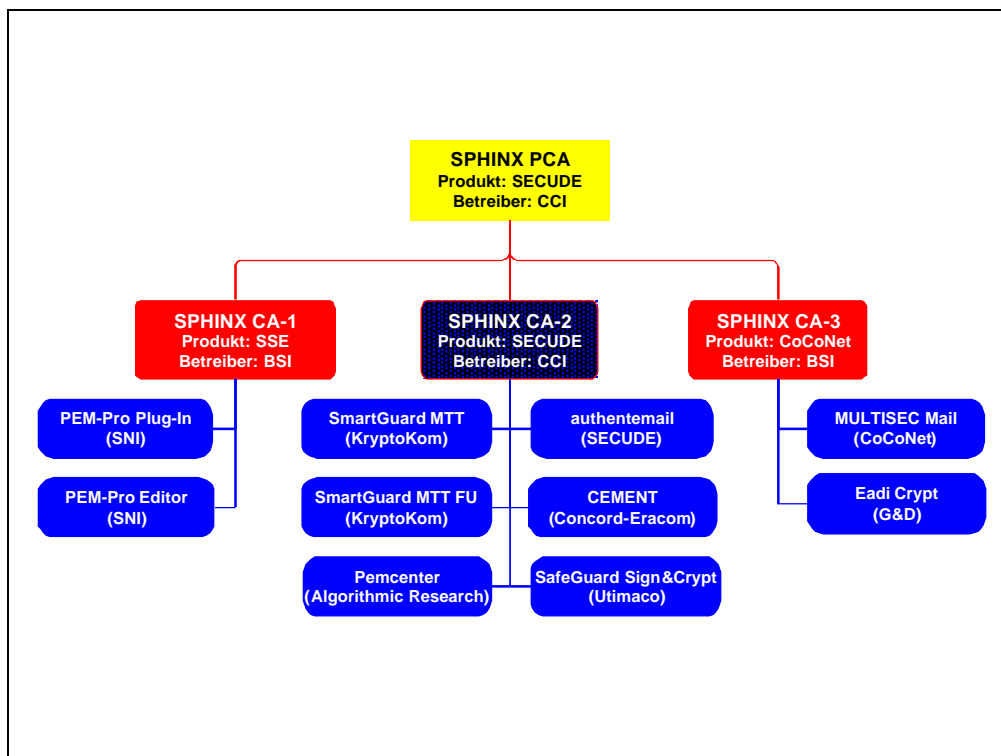 SPHINX PCA
Produkt: SECUDE
Betreiber: CCI
SPHINX CA-1
Produkt: SSE
Betreiber: BSI
SPHINX CA-2
Produkt: SECUDE
Betreiber: CCI
SPHINX CA-3
Produkt: CoCoNet
Betreiber: BSI
PEM-Pro Plug-In
(SNI)
PEM-Pro Editor
(SNI)
SmartGuard MTT
(KryptoKom)
SmartGuard MTT FU
(KryptoKom)
Pemcenter
(Algorithmic Research)
authentemail
(SECUDE)
CEMENT
(Concord-Eracom)
SafeGuard Sign&Crypt
(Utimaco)
MULTISEC Mail
(CoCoNet)
Eadi Crypt
(G&D)